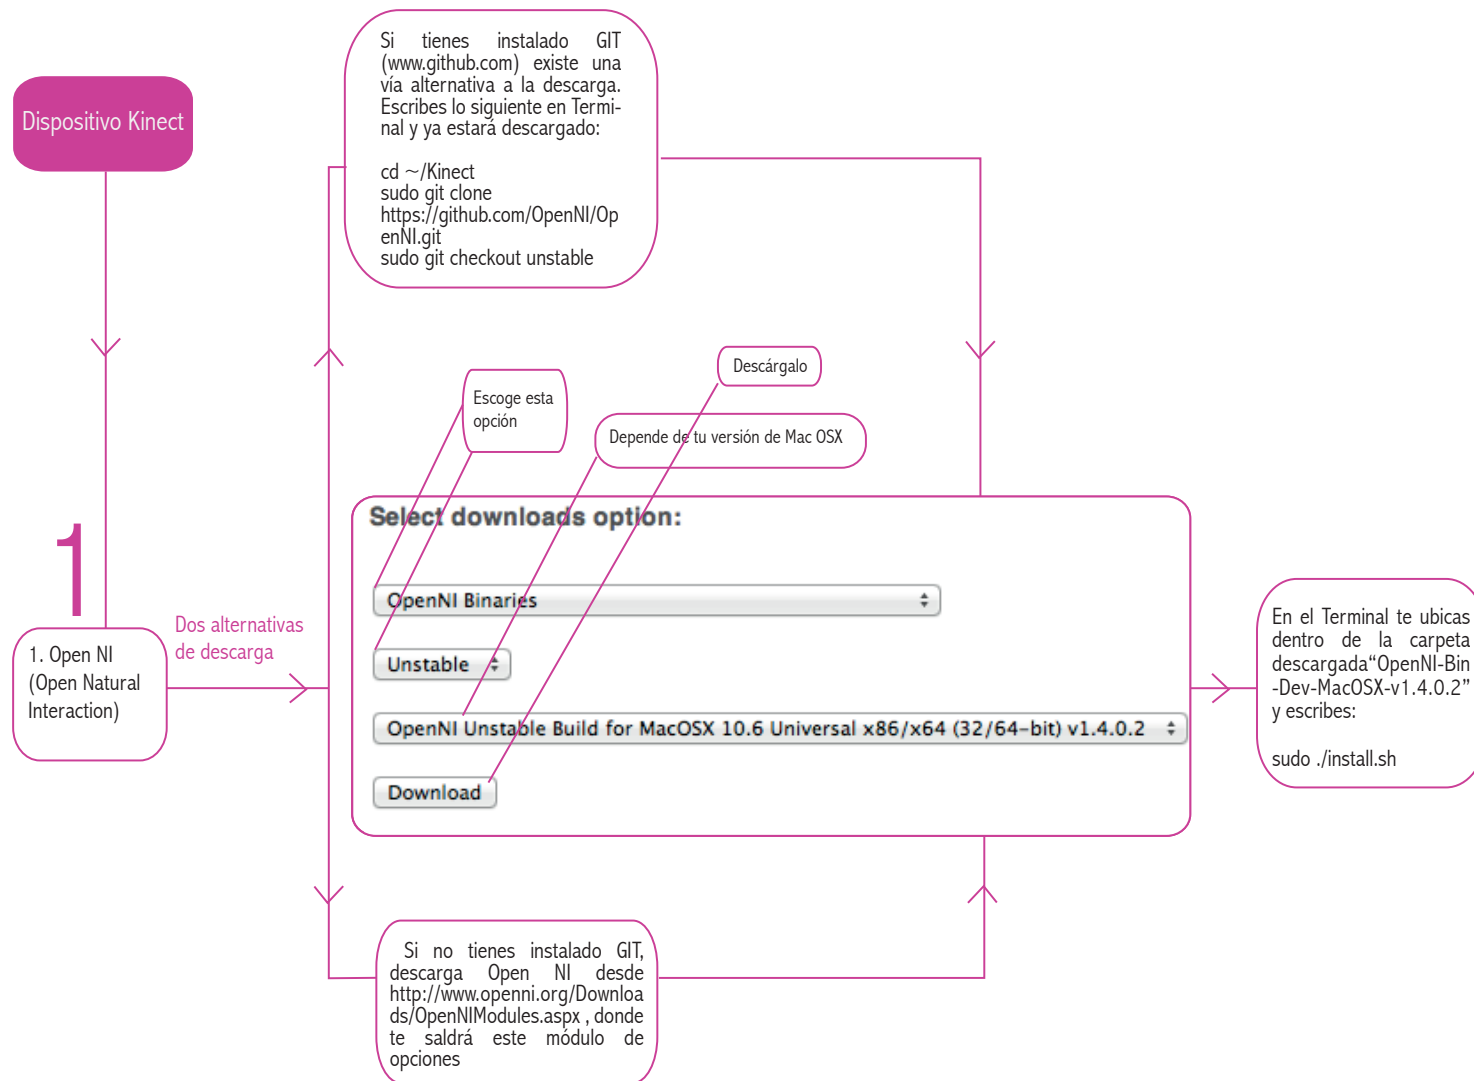 Dispositivo Kinect
Si tienes instalado GIT
(www.github.com) existe una
vía alternativa a la descarga.
Escribes lo siguiente en Termi-
nal y ya estará descargado:
cd ~/Kinect
sudo git clone
https://github.com/OpenNI/Op
enNI.git
sudo git checkout unstable
Descárgalo
Escoge esta
opción
Depende de tu versión de Mac OSX
1
1. Open NI
(Open Natural
Interaction)
Dos alternativas
de descarga
Select downloads option:
OpenNI Binaries
Unstable
OpenNI Unstable Build for MacOSX 10.6 Universal x86/x64 (32/64-bit) v1.4.0.2
Download
En el Terminal te ubicas
dentro de la carpeta
descargada“OpenNI-Bin
-Dev-MacOSX-v1.4.0.2”
y escribes:
sudo ./install.sh
Si no tienes instalado GIT,
descarga Open NI desde
http://www.openni.org/Downloa
ds/OpenNIModules.aspx , donde
te saldrá este módulo de
opciones